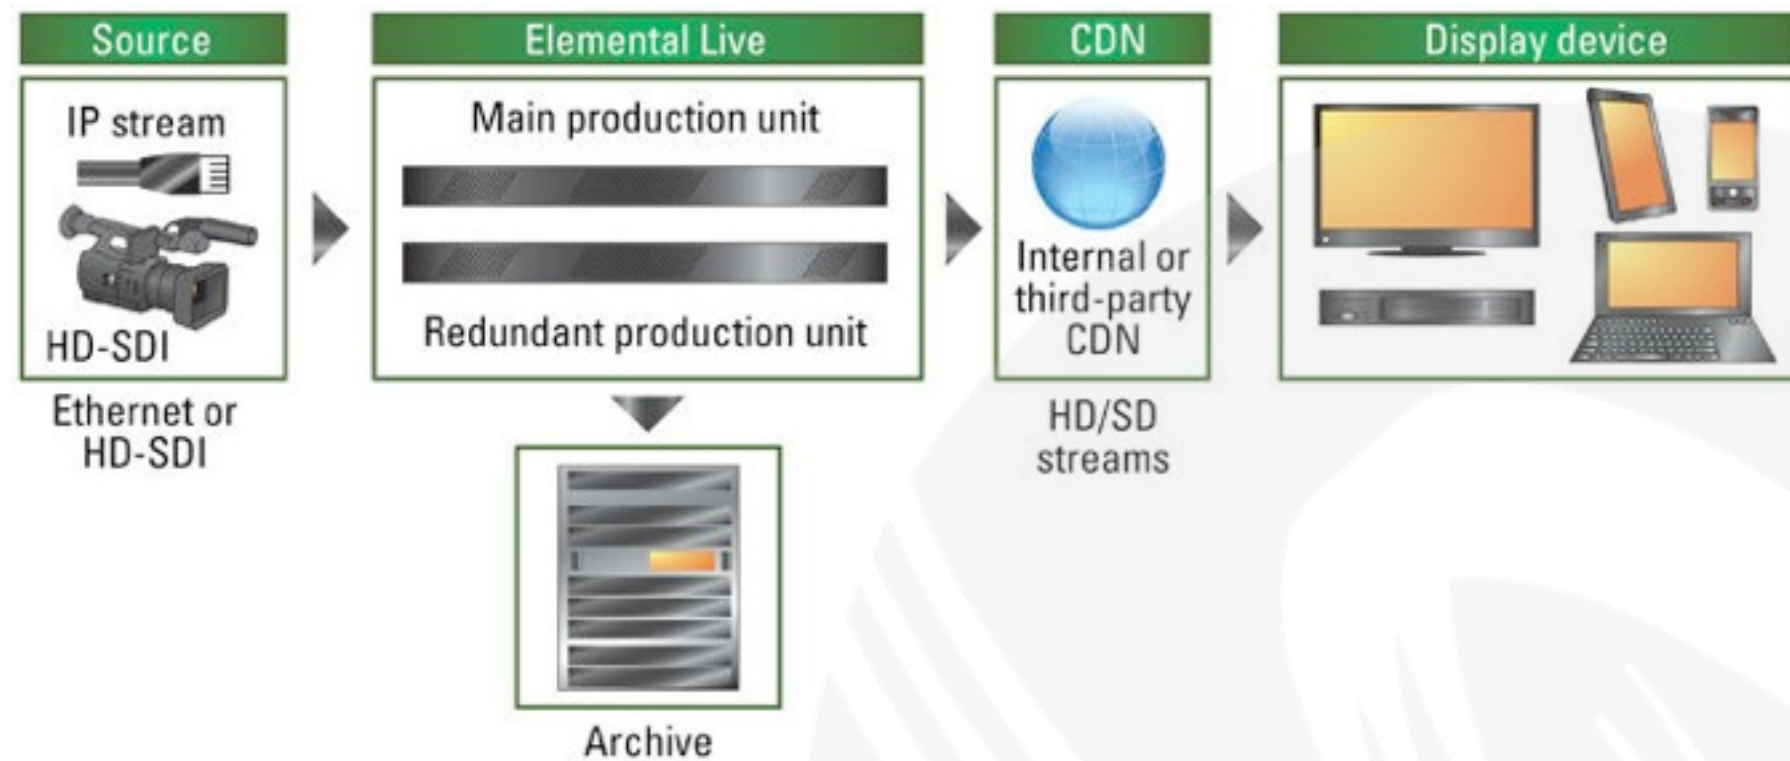 Source
IP stream
HD-SDI
Ethernet or
HD-SDI
Elemental Live
Main production unit
Redundant production unit
Archive
CDN
Internal or
third-party
CDN
HD/SD
streams
Display device